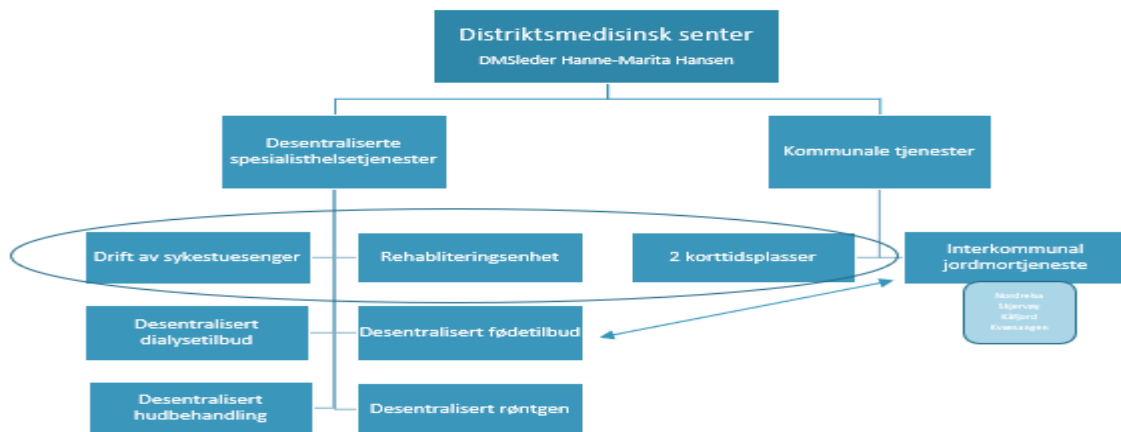 Distriktsmedisinsk senter
DMSleder Hanne-Marita Hansen
Desentraliserte
spesialisthelsetjenester
Kommunale tjenester
Drift av sykestuesenger
Rehabliteringsenhet
2 korttidsplasser
Interkommunal
jordmortjeneste
Nordreisa
Skjervøy
Kåfjord
Kvænangen
Desentralisert
dialysetilbud
Desentralisert fødetilbud
Desentralisert
hudbehandling
Desentralisert røntgen